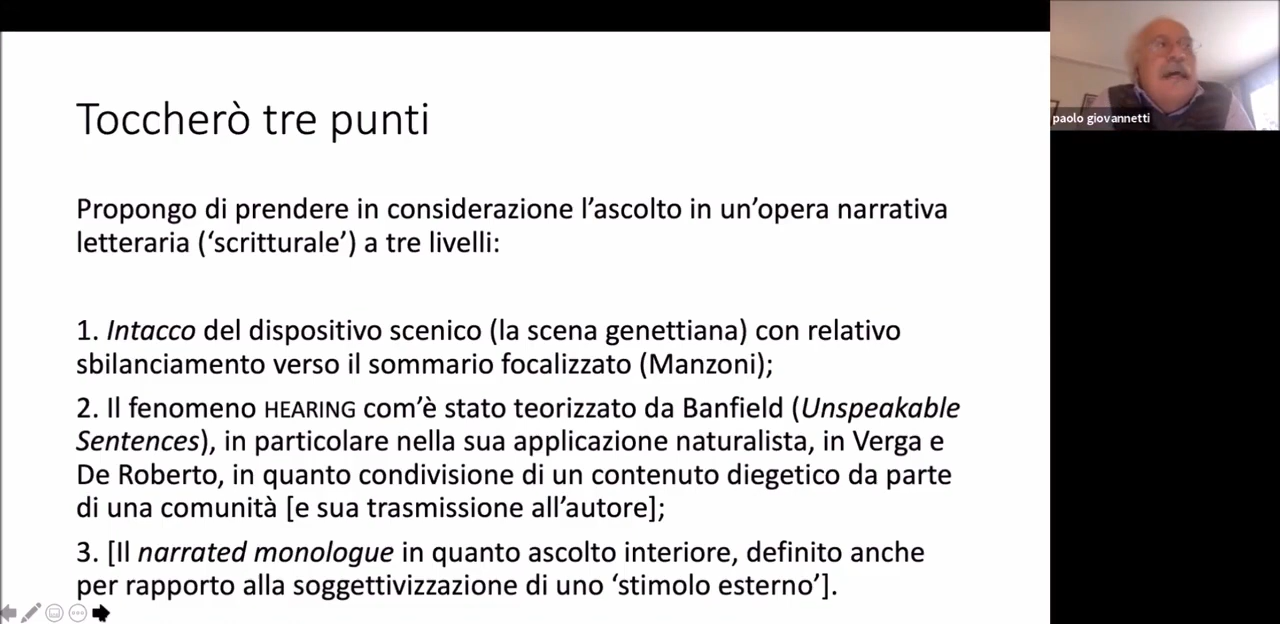 Toccherò tre punti
paolo giovannetti
Propongo di prendere in considerazione l'ascolto in un'opera narrativa
letteraria ('scritturale') a tre livelli:
1. Intacco del dispositivo scenico (la scena genettiana) con relativo
sbilanciamento verso il sommario focalizzato (Manzoni);
2. Il fenomeno HEARING com'è stato teorizzato da Banfield (Unspeakable
Sentences), in particolare nella sua applicazione naturalista, in Verga e
De Roberto, in quanto condivisione di un contenuto diegetico da parte
di una comunità [e sua trasmissione all'autore];
3. [Il narrated monologue in quanto ascolto interiore, definito anche
per rapporto alla soggettivizzazione di uno 'stimolo esterno'].